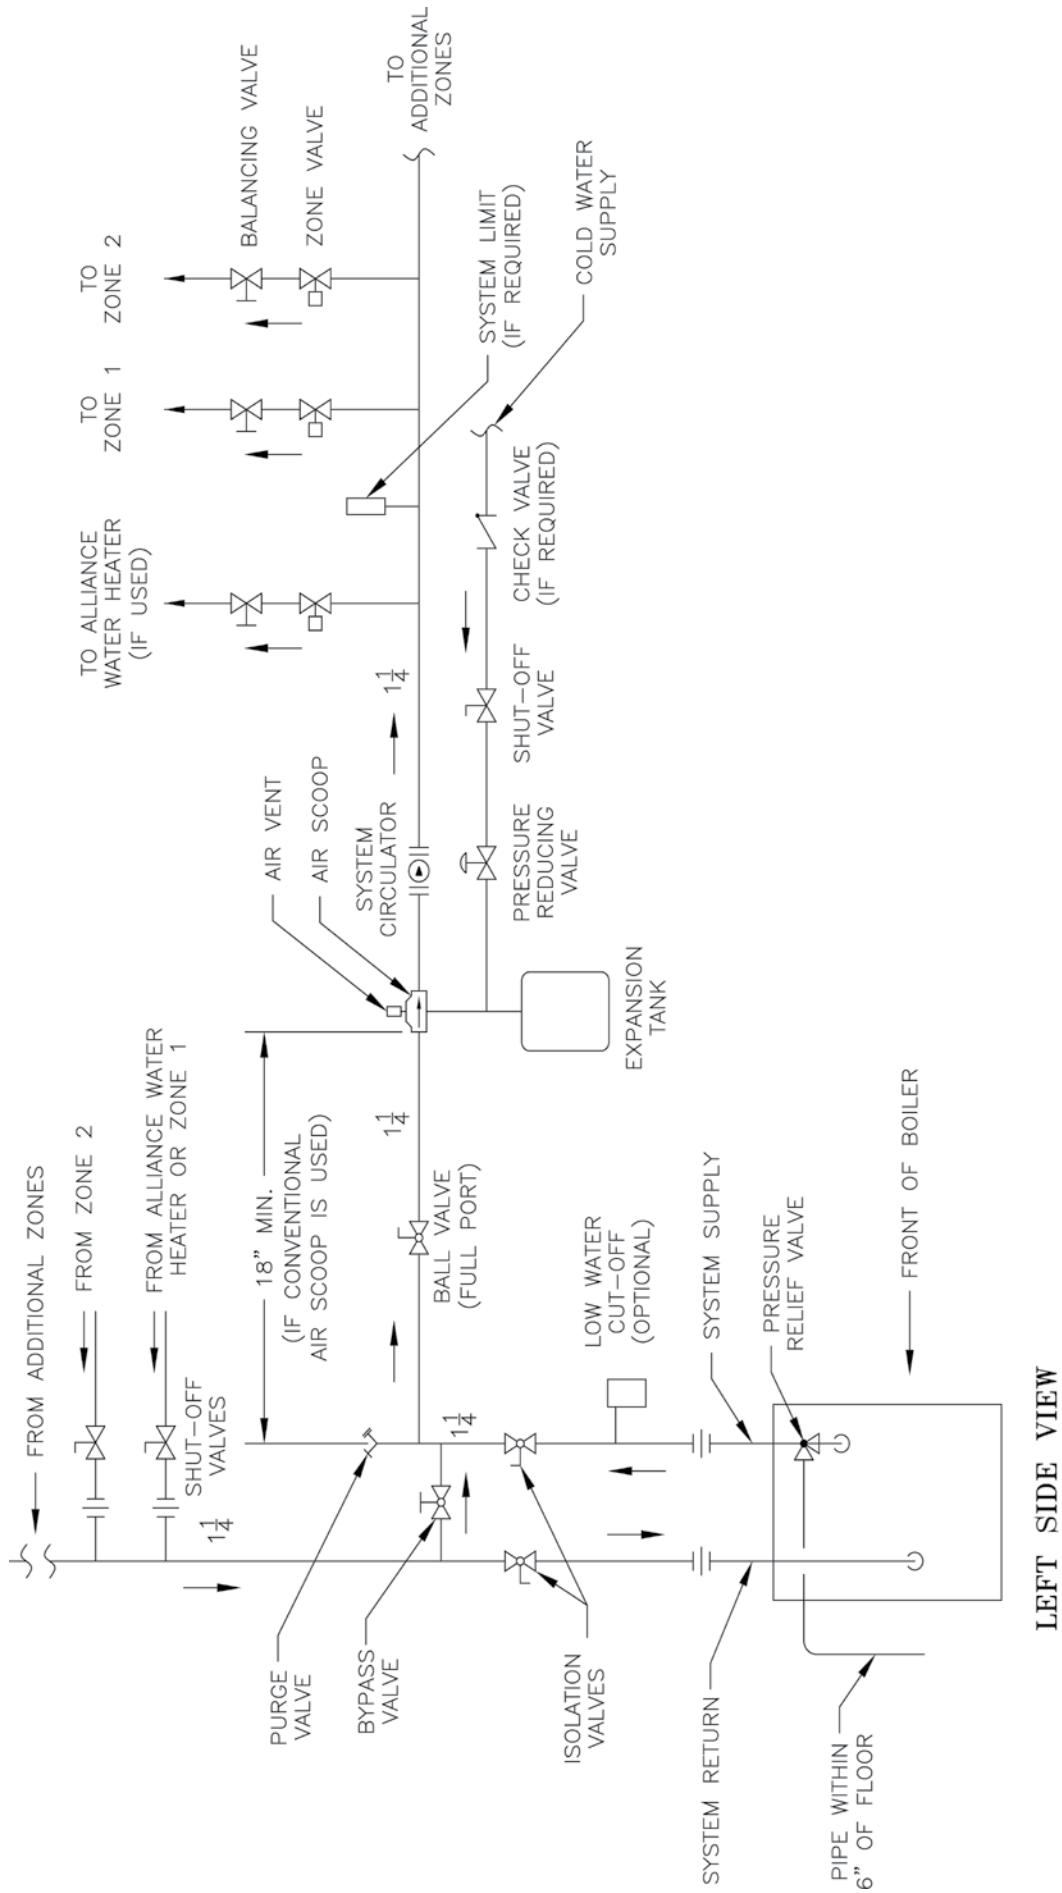 TO
ADDITIONAL
ZONES
BALANCING VALVE
ZONE VALVE
TO
ZONE 2
TO
ZONE 1
TO ALLIANCE
WATER HEATER
(IF USED)
SYSTEM LIMIT
(IF REQUIRED)
COLD WATER
SUPPLY
CHECK VALVE
(IF REQUIRED)
SHUT-OFF
VALVE
PRESSURE
REDUCING
VALVE
1 1/4
AIR VENT
AIR SCOOP
SYSTEM
CIRCULATOR
EXPANSION
TANK
FROM ADDITIONAL ZONES
FROM ZONE 2
FROM ALLIANCE WATER
HEATER OR ZONE 1
SHUT-OFF
VALVES
1 1/4
18" MIN.
(IF CONVENTIONAL
AIR SCOOP IS USED)
1 1/4
BALL VALVE
(FULL PORT)
1 1/4
LOW WATER
CUT-OFF
(OPTIONAL)
SYSTEM SUPPLY
PRESSURE
RELIEF VALVE
FRONT OF BOILER
PURGE
VALVE
BYPASS
VALVE
ISOLATION
VALVES
SYSTEM RETURN
PIPE WITHIN
6" OF FLOOR
LEFT SIDE VIEW